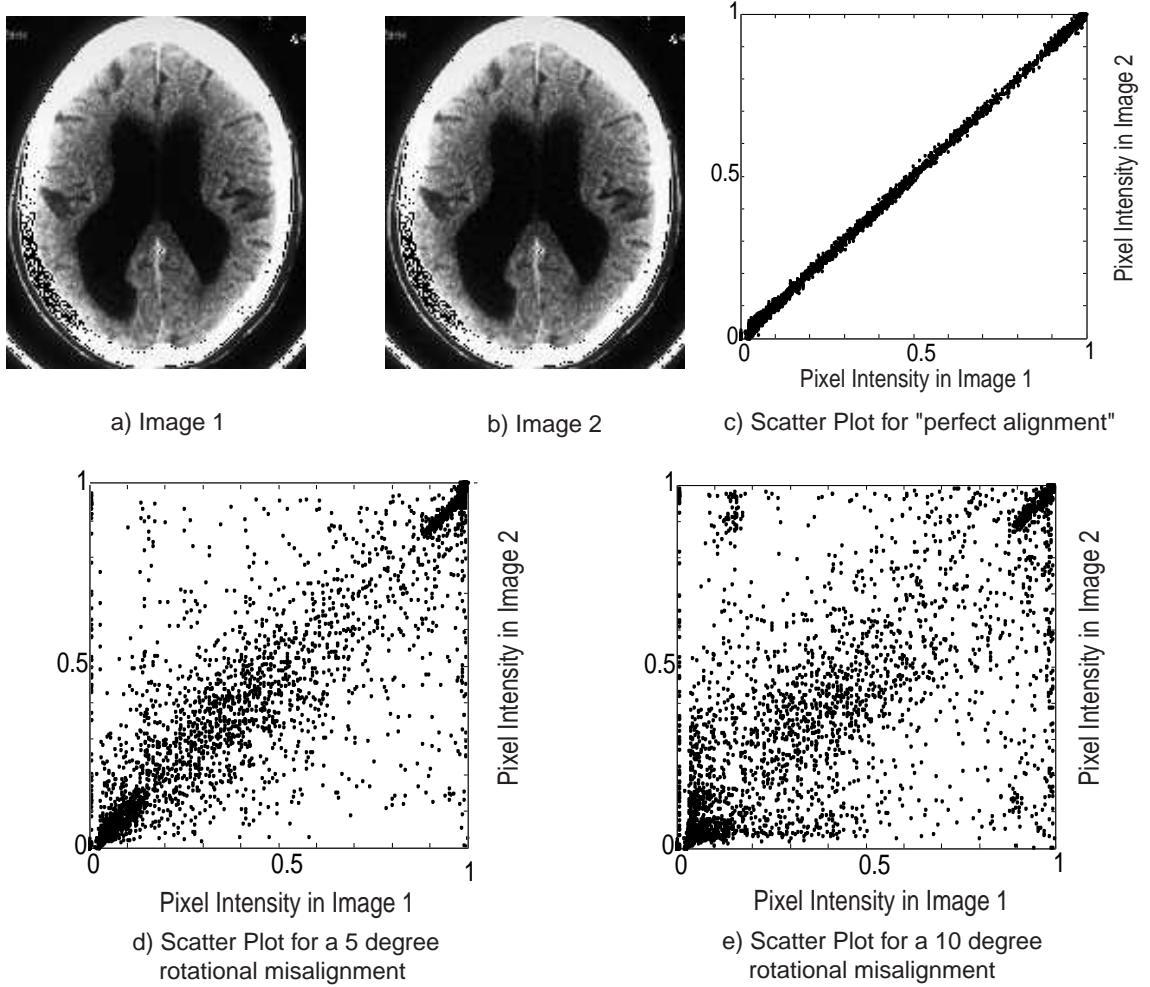 1
0.5
0
0
0.5
1
Pixel Intensity in Image 1
Pixel Intensity in Image 2
a) Image 1
b) Image 2
c) Scatter Plot for "perfect alignment"
1
0.5
0
0
0.5
1
Pixel Intensity in Image 1
Pixel Intensity in Image 2
d) Scatter Plot for a 5 degree
rotational misalignment
1
0.5
0
0
0.5
1
Pixel Intensity in Image 1
Pixel Intensity in Image 2
e) Scatter Plot for a 10 degree
rotational misalignment